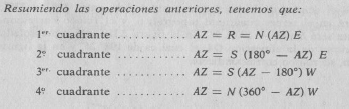 Resumiendo las operaciones anteriores, tenemos que:
1er cuadrante ............ AZ = R = N (AZ) E
2º cuadrante ............ AZ = S (180° — AZ) E
3er cuadrante ............ AZ = S (AZ — 180°) W
4º cuadrante ............ AZ = N (360° — AZ) W